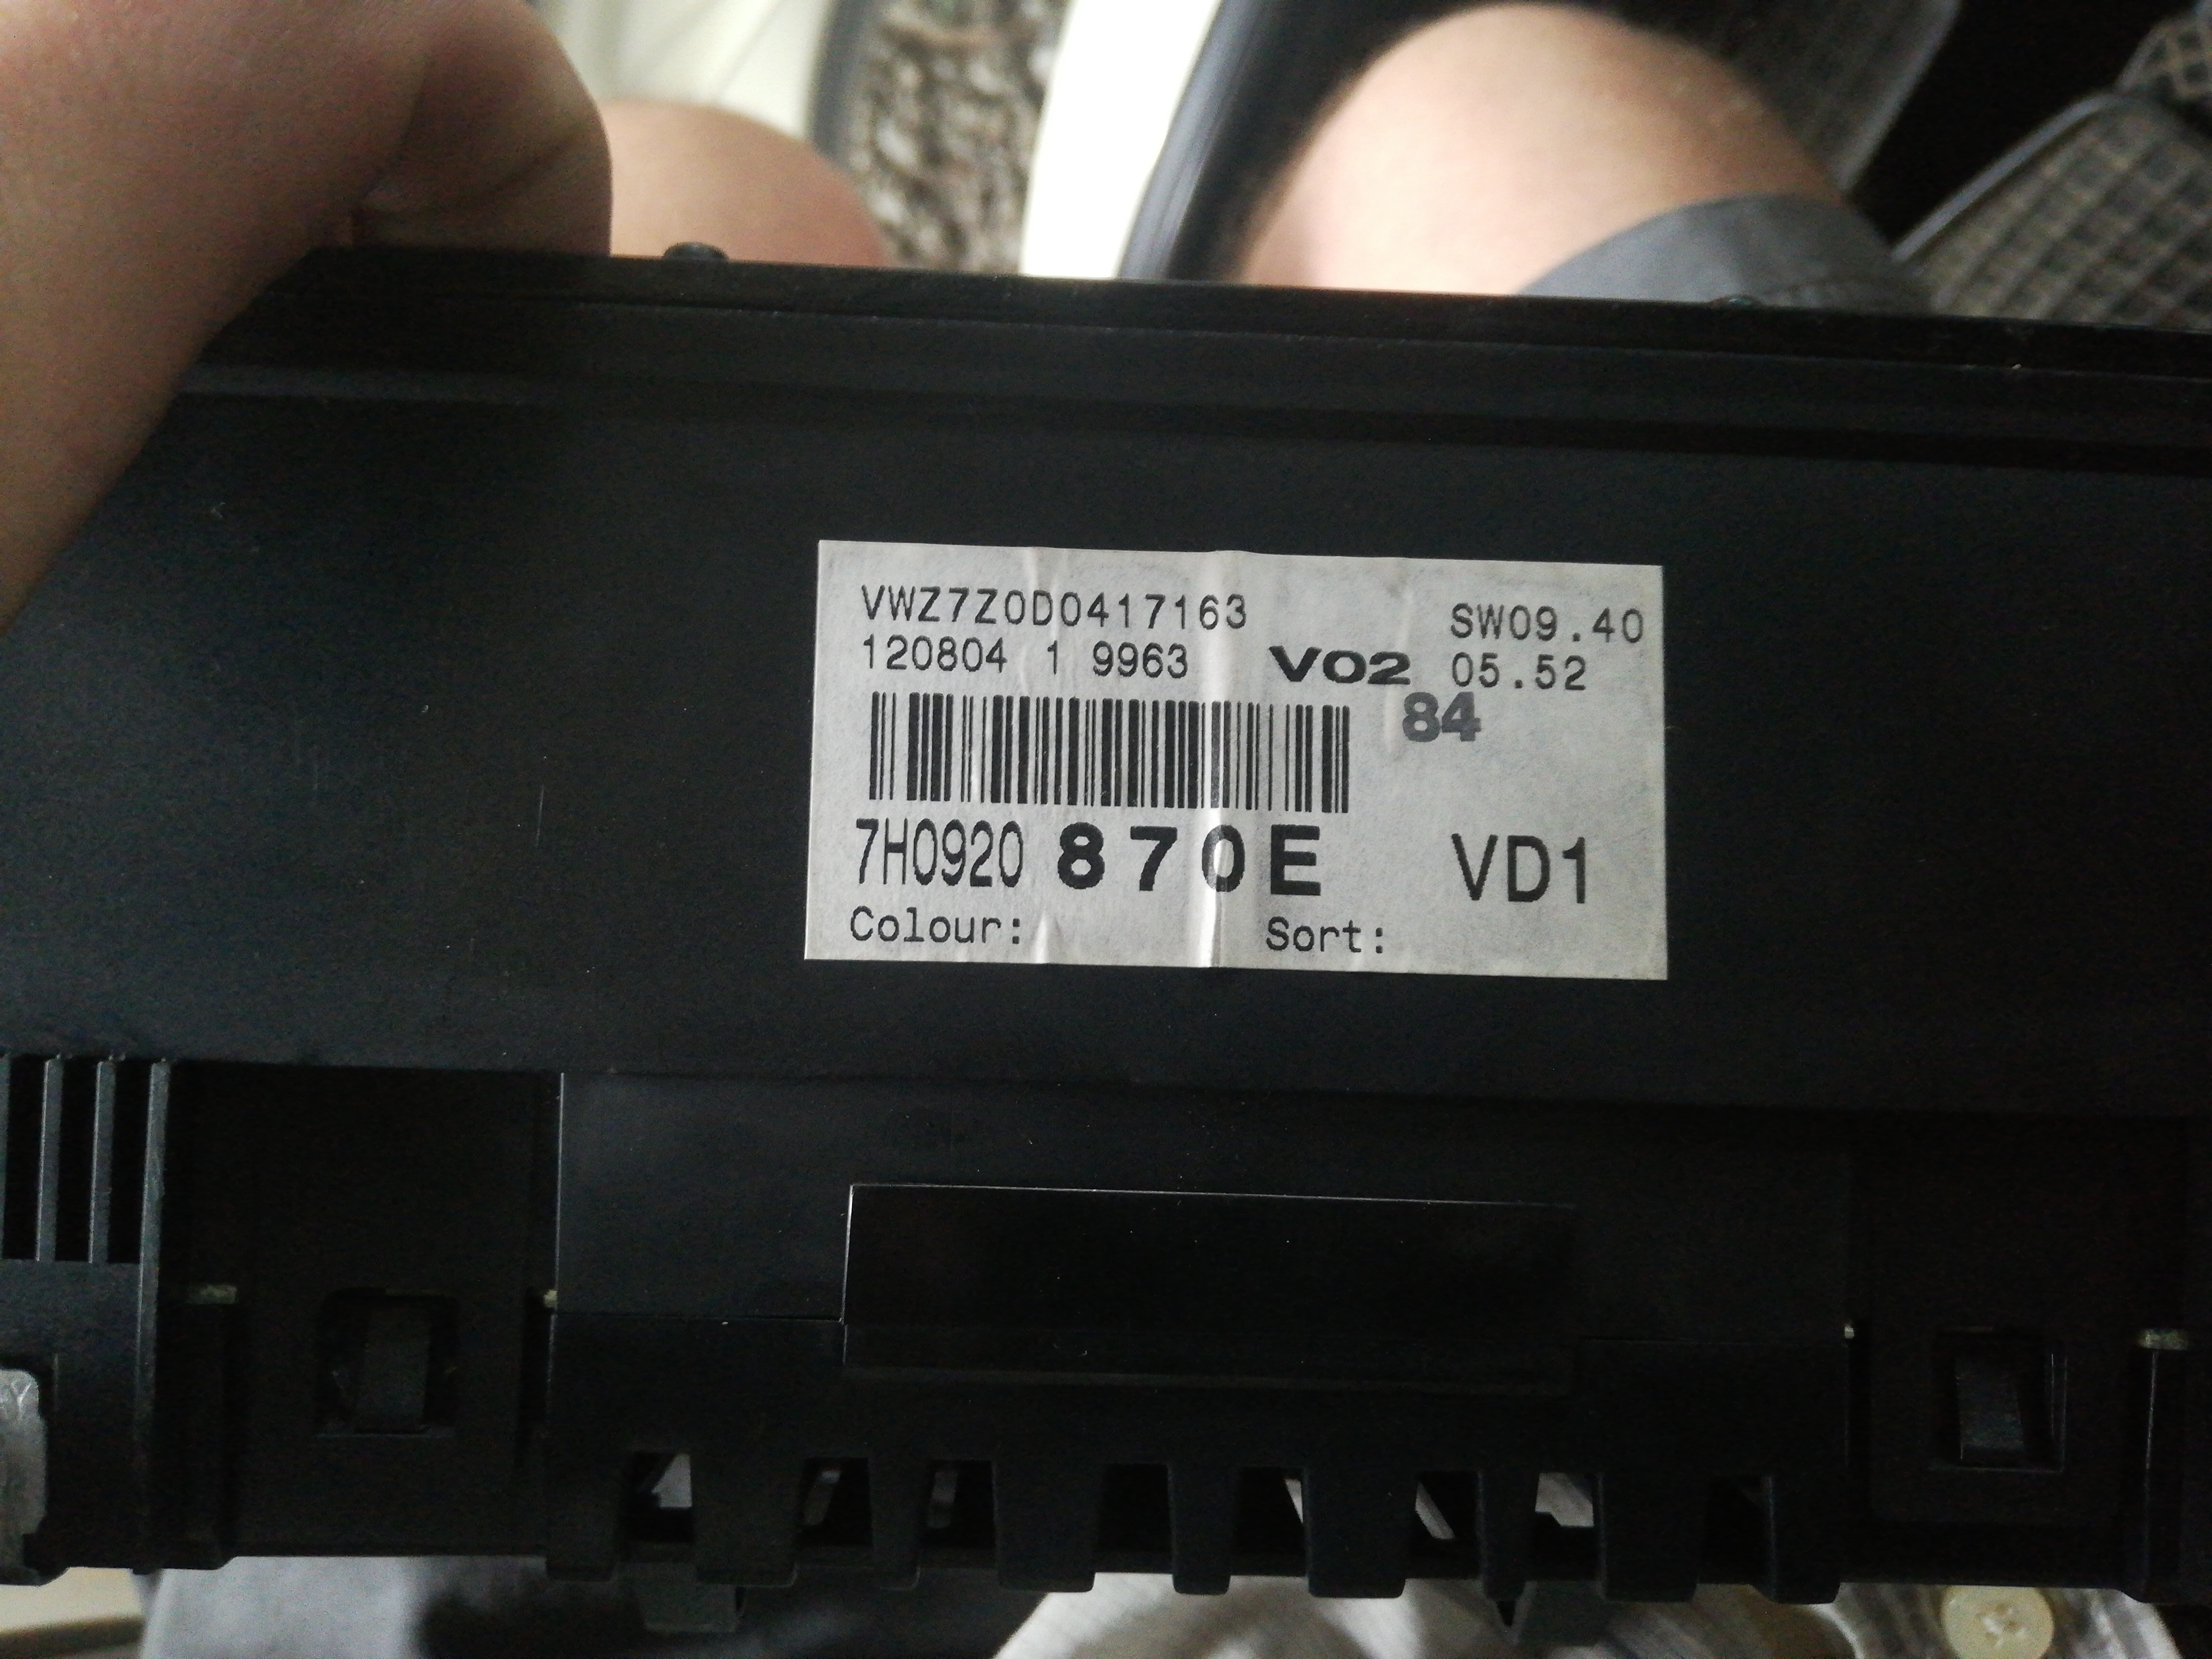 VWZ7Z0D0417163 SW09.40
120804 1 9963 V02 05.52
84
7H0920 870E VD1
Colour: Sort: